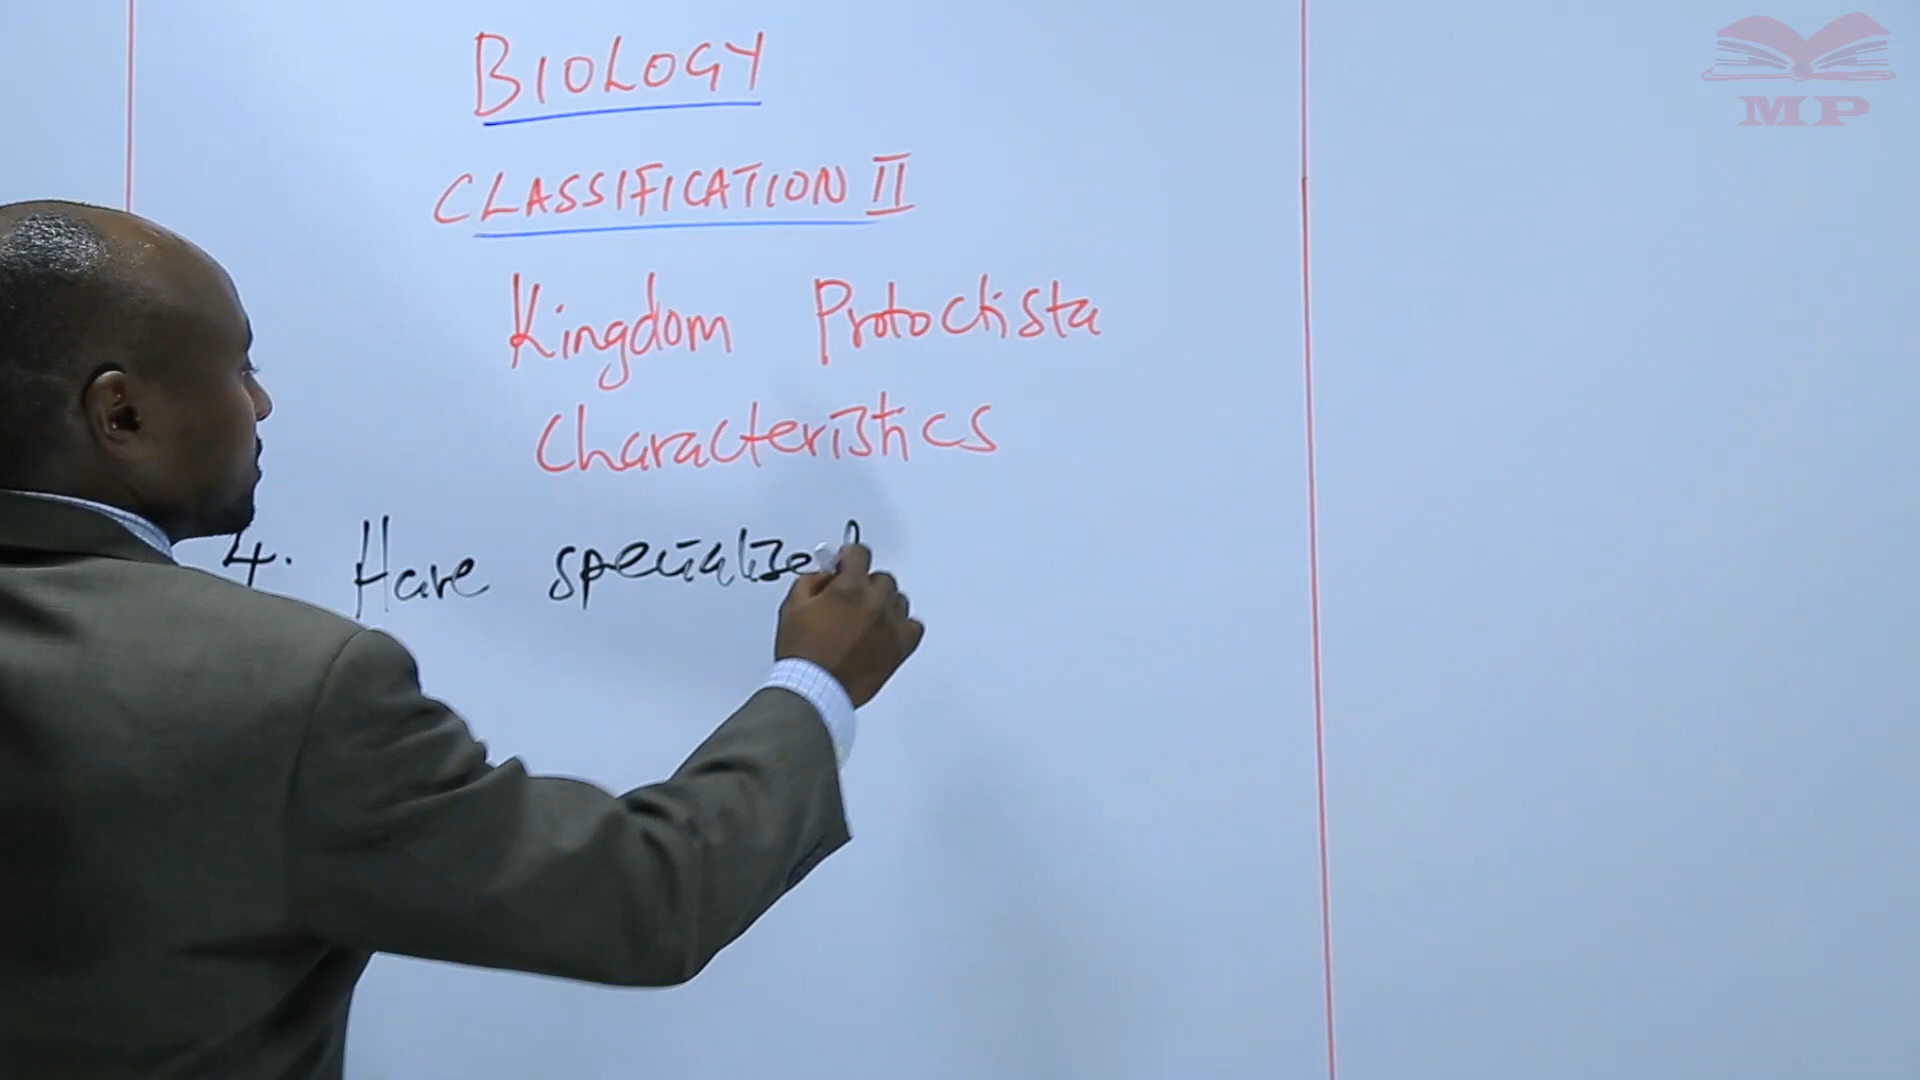 BIOLOGY
CLASSIFICATION II
Kingdom Protoctista
Characteristics
4. Have specialized
MP